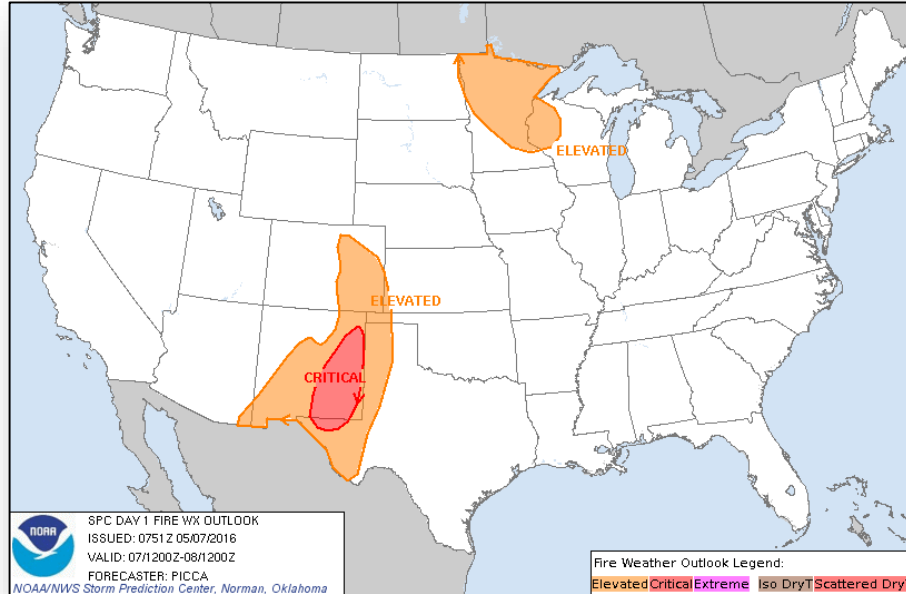 ELEVATED
ELEVATED
CRITICAL
NOAA
SPC DAY 1 FIRE WX OUTLOOK
ISSUED: 0751Z 05/07/2016
VALID: 07/1200Z-08/1200Z
FORECASTER: PICCA
NOAA/NWS Storm Prediction Center, Norman, Oklahoma
Fire Weather Outlook Legend:
Elevated Critical Extreme Iso DryT Scattered Dry